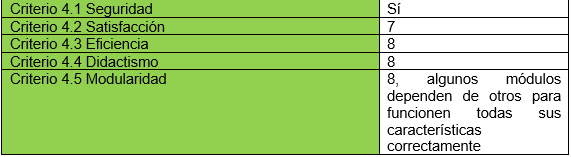 Criterio 4.1 Seguridad Sí
Criterio 4.2 Satisfacción 7
Criterio 4.3 Eficiencia 8
Criterio 4.4 Didactismo 8
Criterio 4.5 Modularidad 8, algunos módulos
dependen de otros para
funcionen todas sus
características
correctamente